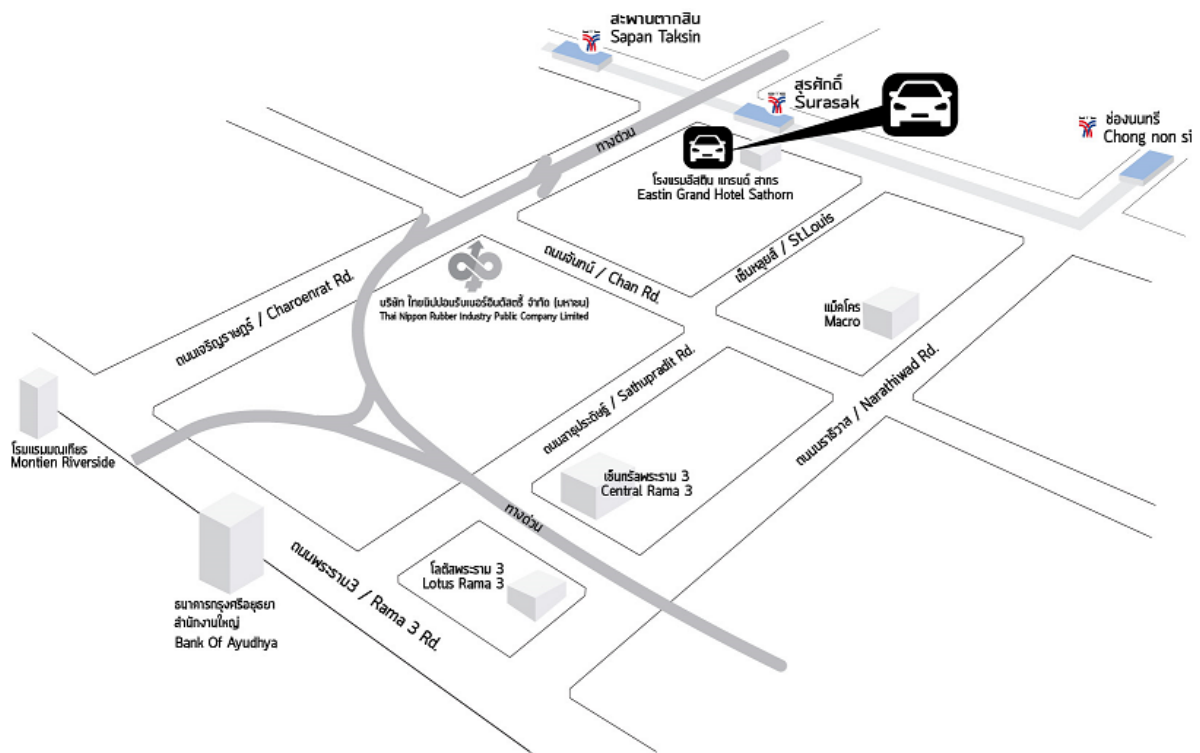 สะพานตากสิน
Sapan Taksin
สุรศักดิ์
Surasak
ช่องนนทรี
Chong non si
ทางด่วน
โรงแรมอีสติน แกรนด์ สาทร
Eastin Grand Hotel Sathorn
เซ็นหลุยส์ / St.Louis
ถนนจันทน์ / Chan Rd.
ถนนเจริญราษฎร์ / Charoenrat Rd.
บริษัท ไทยนิปปอนรับเบอร์อินดัสตรี้ จำกัด (มหาชน)
Thai Nippon Rubber Industry Public Company Limited
แม็คโคร
Macro
ถนนสาธุประดิษฐ์ / Sathupradit Rd.
ถนนนราธิวาส / Narathiwad Rd.
โรมแรมมณเฑียร
Montien Riverside
เซ็นทรัลพระราม 3
Central Rama 3
ทางด่วน
ถนนพระราม3 / Rama 3 Rd.
โลตัสพระราม 3
Lotus Rama 3
ธนาคารกรุงศรีอยุธยา
สำนักงานใหญ่
Bank Of Ayudhya